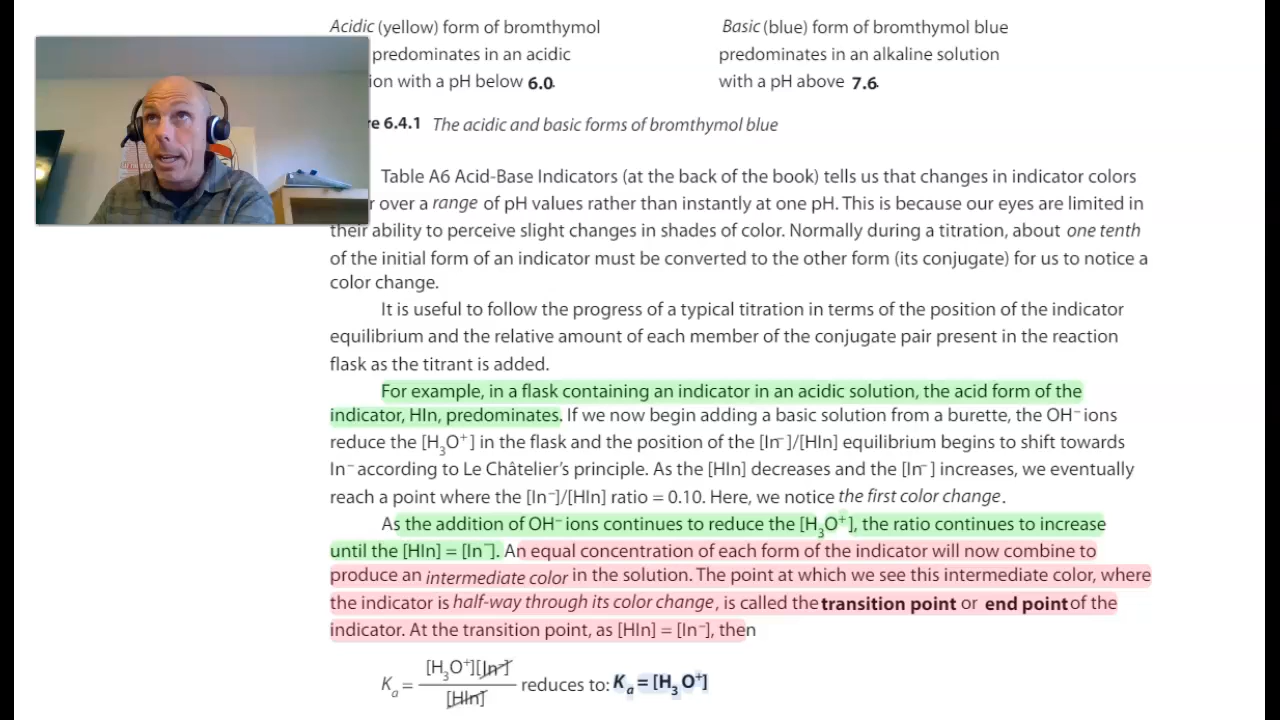 Acidic (yellow) form of bromthymol
predominates in an acidic
ion with a pH below 6.0.
Basic (blue) form of bromthymol blue
predominates in an alkaline solution
with a pH above 7.6.
e 6.4.1 The acidic and basic forms of bromthymol blue
Table A6 Acid-Base Indicators (at the back of the book) tells us that changes in indicator colors
r over a range of pH values rather than instantly at one pH. This is because our eyes are limited in
their ability to perceive slight changes in shades of color. Normally during a titration, about one tenth
of the initial form of an indicator must be converted to the other form (its conjugate) for us to notice a
color change.
It is useful to follow the progress of a typical titration in terms of the position of the indicator
equilibrium and the relative amount of each member of the conjugate pair present in the reaction
flask as the titrant is added.
For example, in a flask containing an indicator in an acidic solution, the acid form of the
indicator, HIn, predominates. If we now begin adding a basic solution from a burette, the OH⁻ ions
reduce the [H₃O⁺] in the flask and the position of the [In⁻]/[HIn] equilibrium begins to shift towards
In⁻ according to Le Châtelier's principle. As the [HIn] decreases and the [In⁻] increases, we eventually
reach a point where the [In⁻]/[HIn] ratio = 0.10. Here, we notice the first color change.
As the addition of OH⁻ ions continues to reduce the [H₃O⁺], the ratio continues to increase
until the [HIn] = [In⁻]. An equal concentration of each form of the indicator will now combine to
produce an intermediate color in the solution. The point at which we see this intermediate color, where
the indicator is half-way through its color change, is called the transition point or end point of the
indicator. At the transition point, as [HIn] = [In⁻], then
Kₐ = [H₃O⁺][In⁻] / [HIn] reduces to: Kₐ = [H₃O⁺]